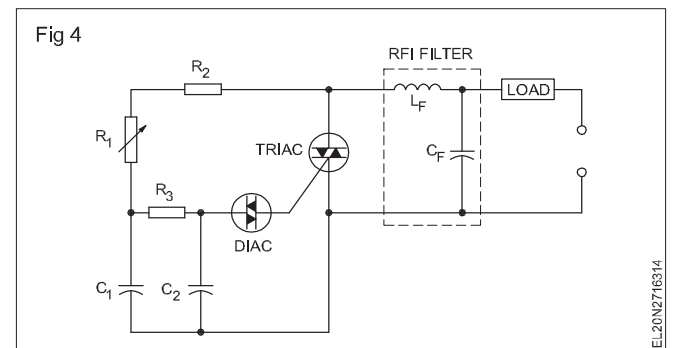 Fig 4
RFI FILTER
R2
LF
LOAD
R1
TRIAC
CF
R3
DIAC
C1
C2
EL20N2716314